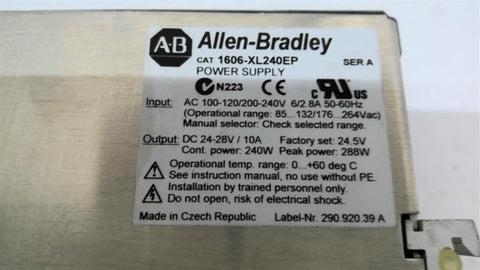 A-B Allen-Bradley
CAT 1606-XL240EP SER A
POWER SUPPLY
N223 CE c RU US
Input: AC 100-120/200-240V 6/2.8A 50-60Hz
(Operational range: 85...132/176...264Vac)
Manual selector: Check selected range.
Output: DC 24-28V / 10A Factory set: 24.5V
Cont. power: 240W Peak power: 288W
Operational temp. range: 0...+60 deg C
See instruction manual, no use without PE.
Installation by trained personnel only.
Do not open, risk of electrical shock.
Made in Czech Republic Label-Nr. 290.920.39 A